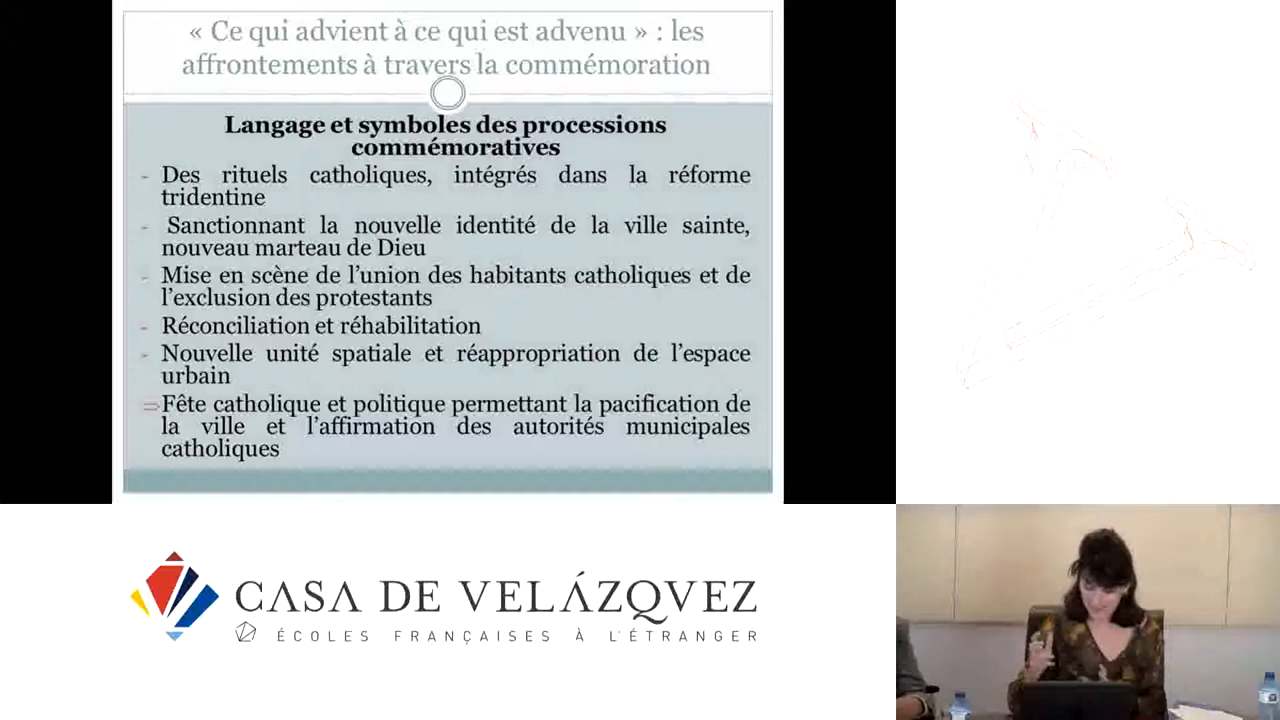 « Ce qui advient à ce qui est advenu » : les
affrontements à travers la commémoration
Langage et symboles des processions
commémoratives
- Des rituels catholiques, intégrés dans la réforme
tridentine
- Sanctionnant la nouvelle identité de la ville sainte,
nouveau marteau de Dieu
- Mise en scène de l’union des habitants catholiques et de
l’exclusion des protestants
- Réconciliation et réhabilitation
- Nouvelle unité spatiale et réappropriation de l’espace
urbain
=Fête catholique et politique permettant la pacification de
la ville et l’affirmation des autorités municipales
catholiques
CASA DE VELÁZQVEZ
ÉCOLES FRANÇAISES À L'ÉTRANGER